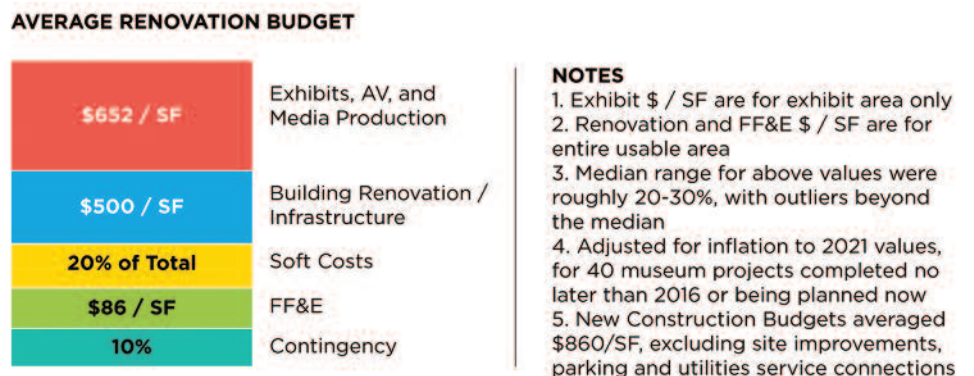 AVERAGE RENOVATION BUDGET
$652 / SF
Exhibits, AV, and
Media Production
$500 / SF
Building Renovation /
Infrastructure
20% of Total
Soft Costs
$86 / SF
FF&E
10%
Contingency
NOTES
1. Exhibit $ / SF are for exhibit area only
2. Renovation and FF&E $ / SF are for
entire usable area
3. Median range for above values were
roughly 20-30%, with outliers beyond
the median
4. Adjusted for inflation to 2021 values,
for 40 museum projects completed no
later than 2016 or being planned now
5. New Construction Budgets averaged
$860/SF, excluding site improvements,
parking and utilities service connections